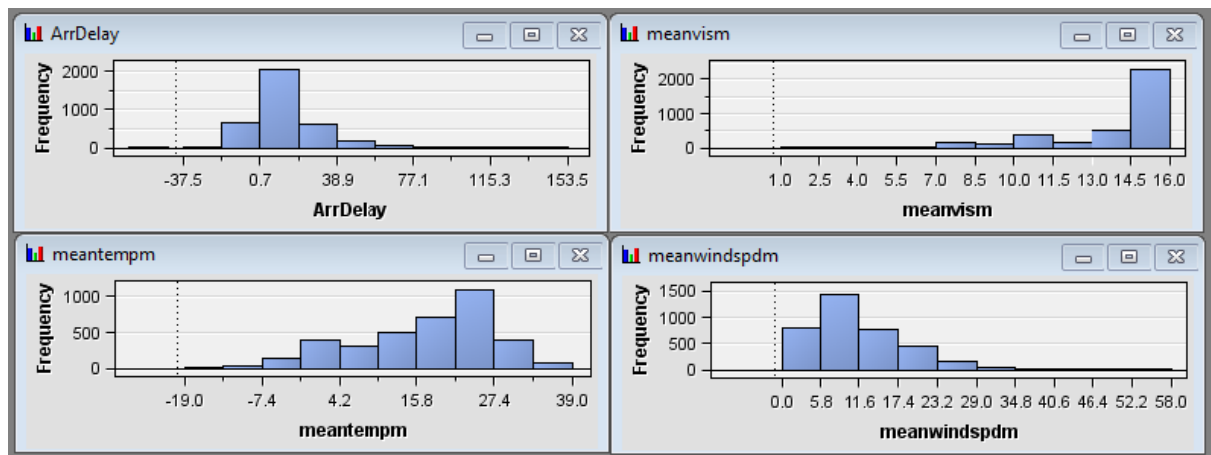 ArrDelay
Frequency
2000
1000
0
-37.5 0.7 38.9 77.1 115.3 153.5
ArrDelay
meanvism
Frequency
2000
1000
0
1.0 2.5 4.0 5.5 7.0 8.5 10.0 11.5 13.0 14.5 16.0
meanvism
meantempm
Frequency
1000
500
0
-19.0 -7.4 4.2 15.8 27.4 39.0
meantempm
meanwindspdm
Frequency
1500
1000
500
0
0.0 5.8 11.6 17.4 23.2 29.0 34.8 40.6 46.4 52.2 58.0
meanwindspdm